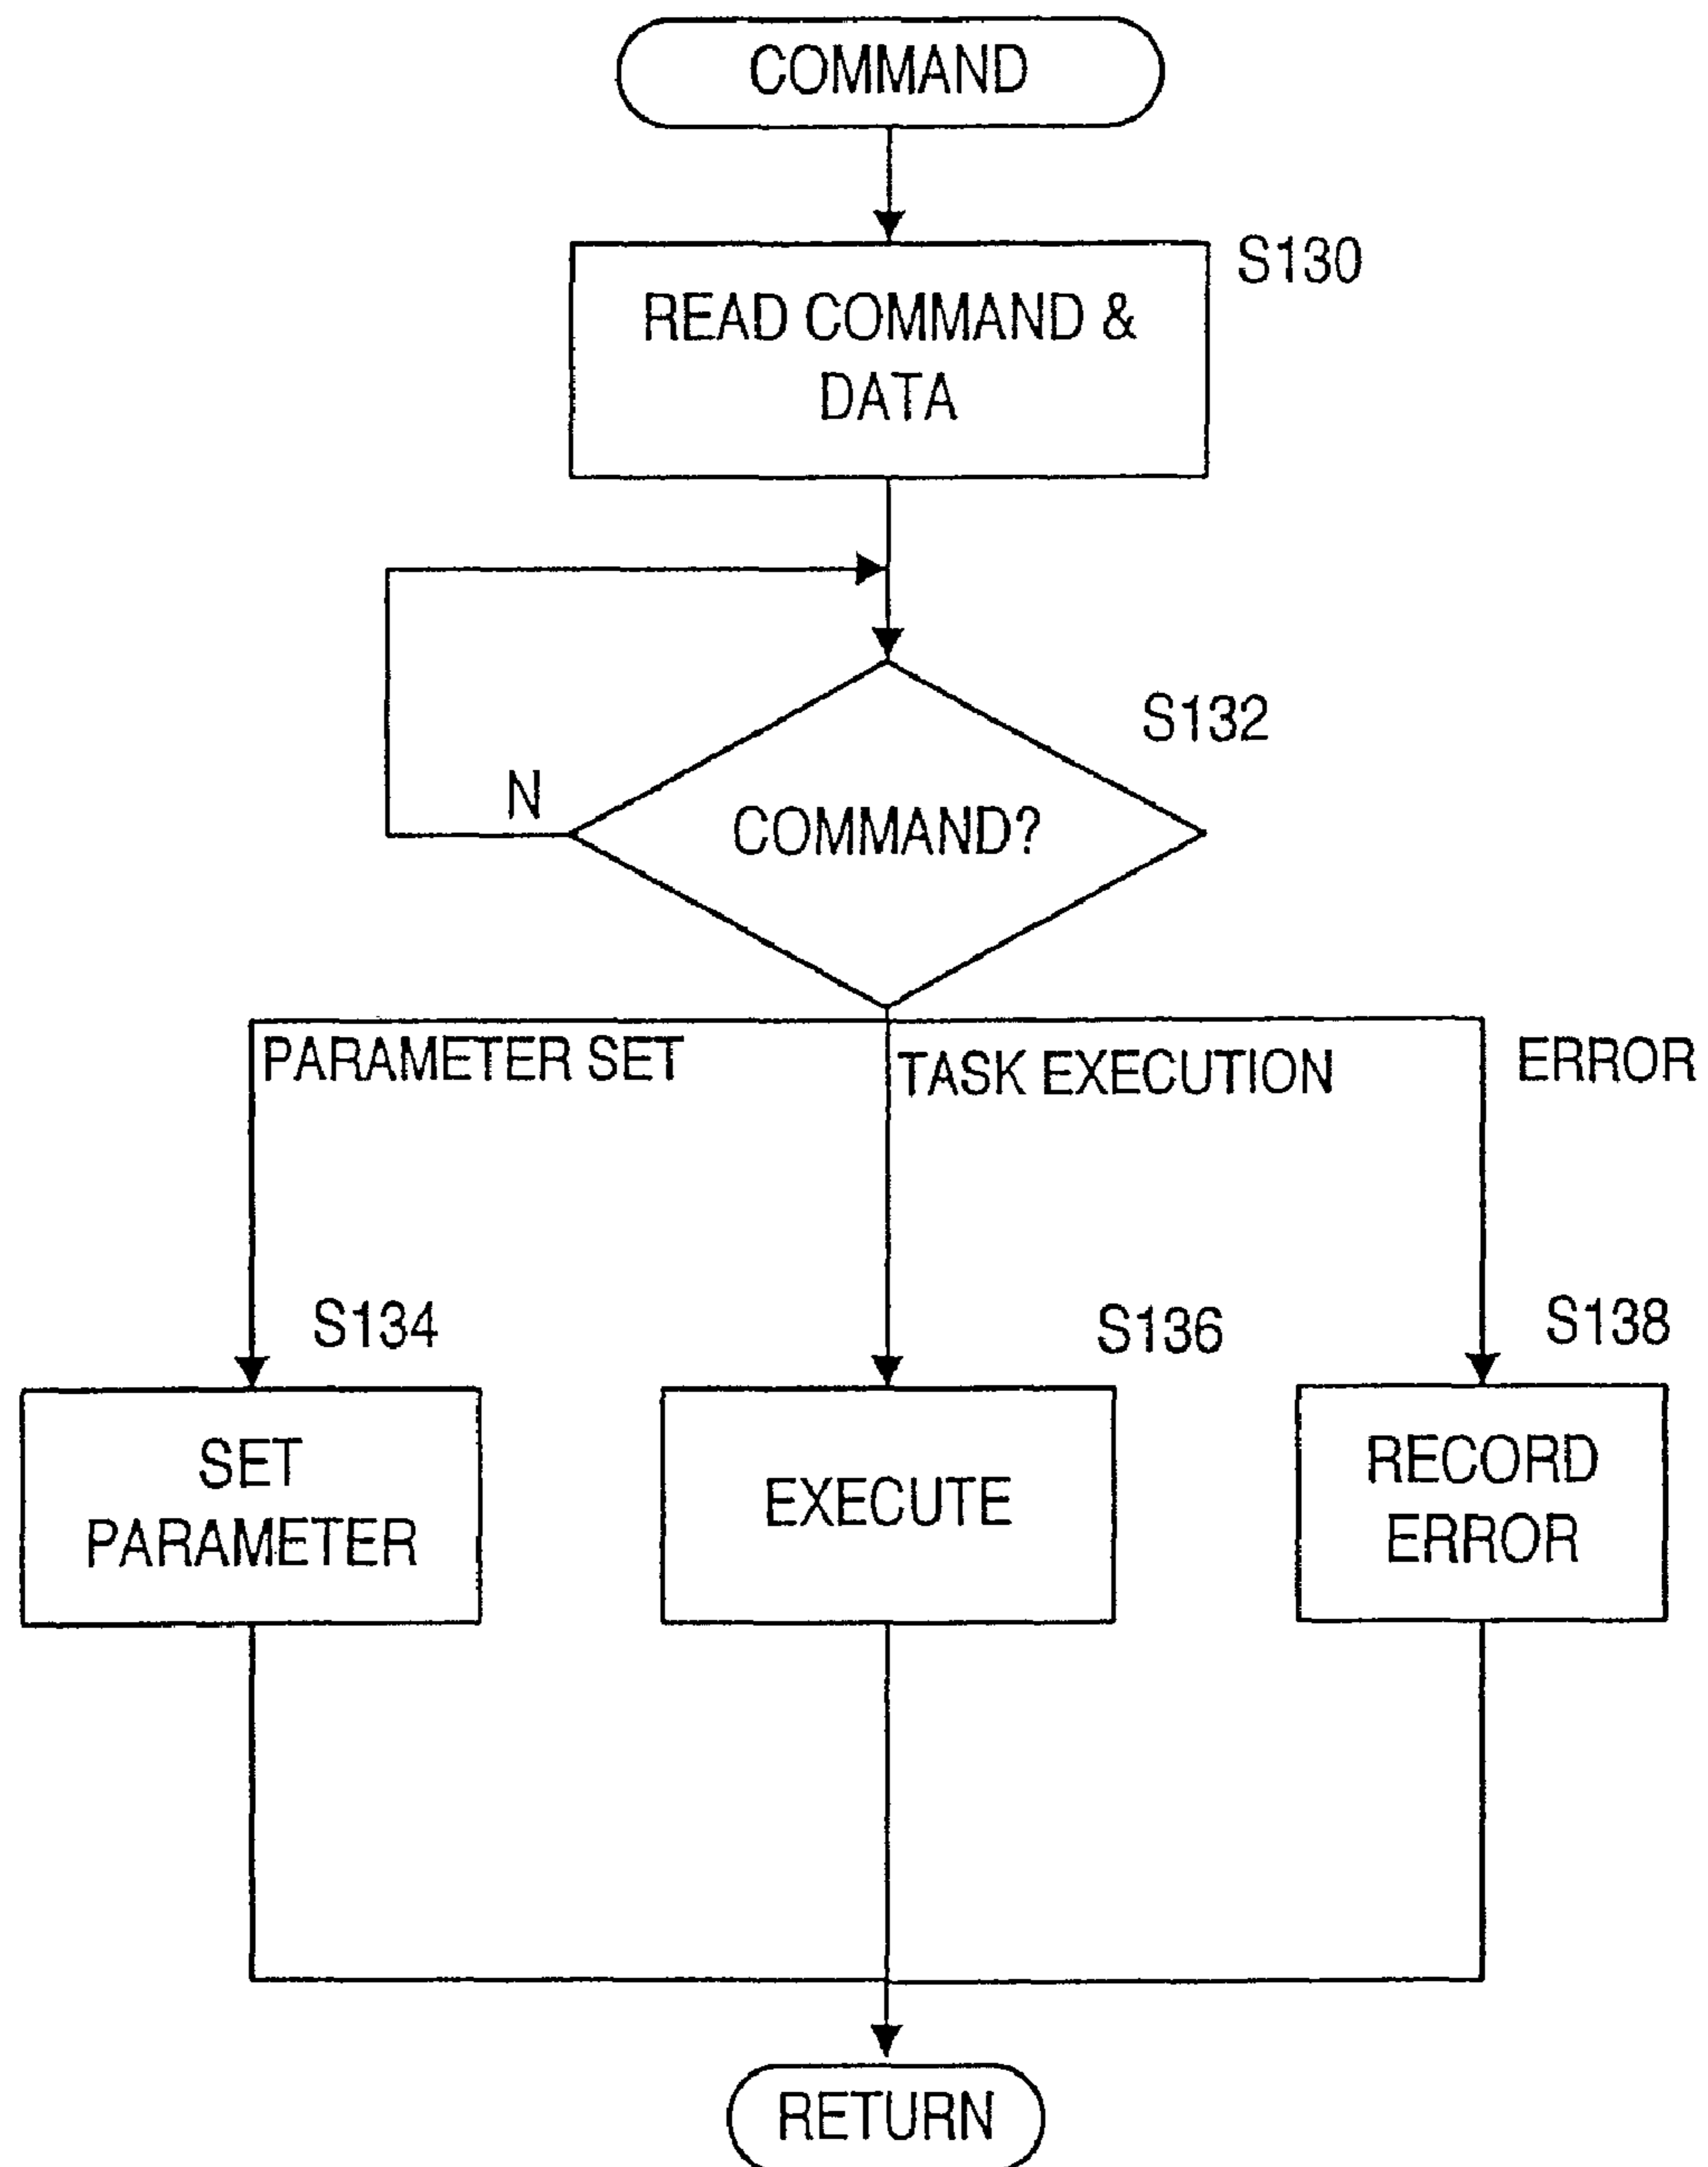 COMMAND
S130
READ COMMAND &
DATA
S132
N
COMMAND?
PARAMETER SET
TASK EXECUTION
ERROR
S134
S136
S138
SET
PARAMETER
EXECUTE
RECORD
ERROR
RETURN